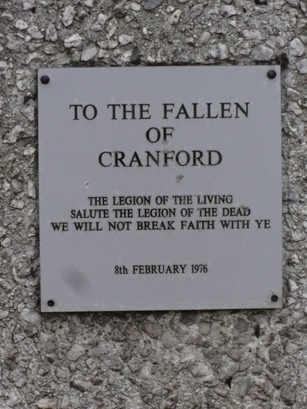 TO THE FALLEN
OF
CRANFORD
THE LEGION OF THE LIVING
SALUTE THE LEGION OF THE DEAD
WE WILL NOT BREAK FAITH WITH YE
8th FEBRUARY 1976